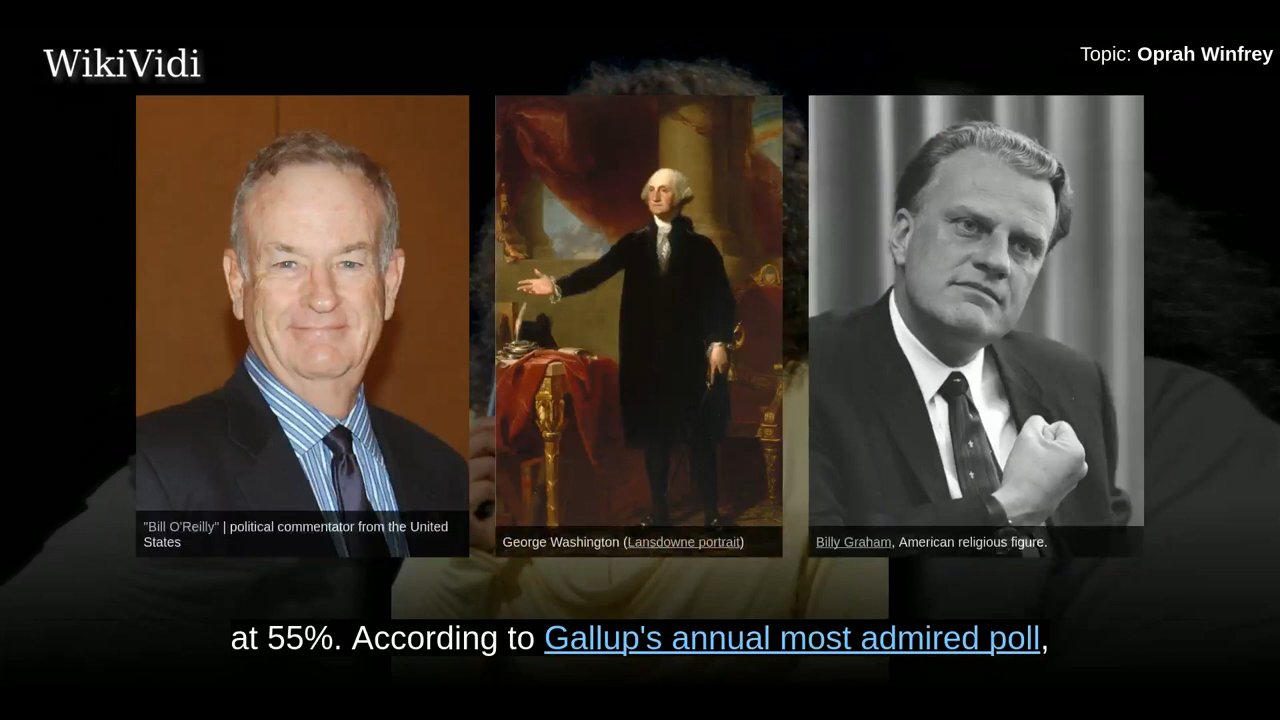 WikiVidi
Topic: Oprah Winfrey
"Bill O'Reilly" | political commentator from the United
States
George Washington (Lansdowne portrait)
Billy Graham, American religious figure.
at 55%. According to Gallup's annual most admired poll,